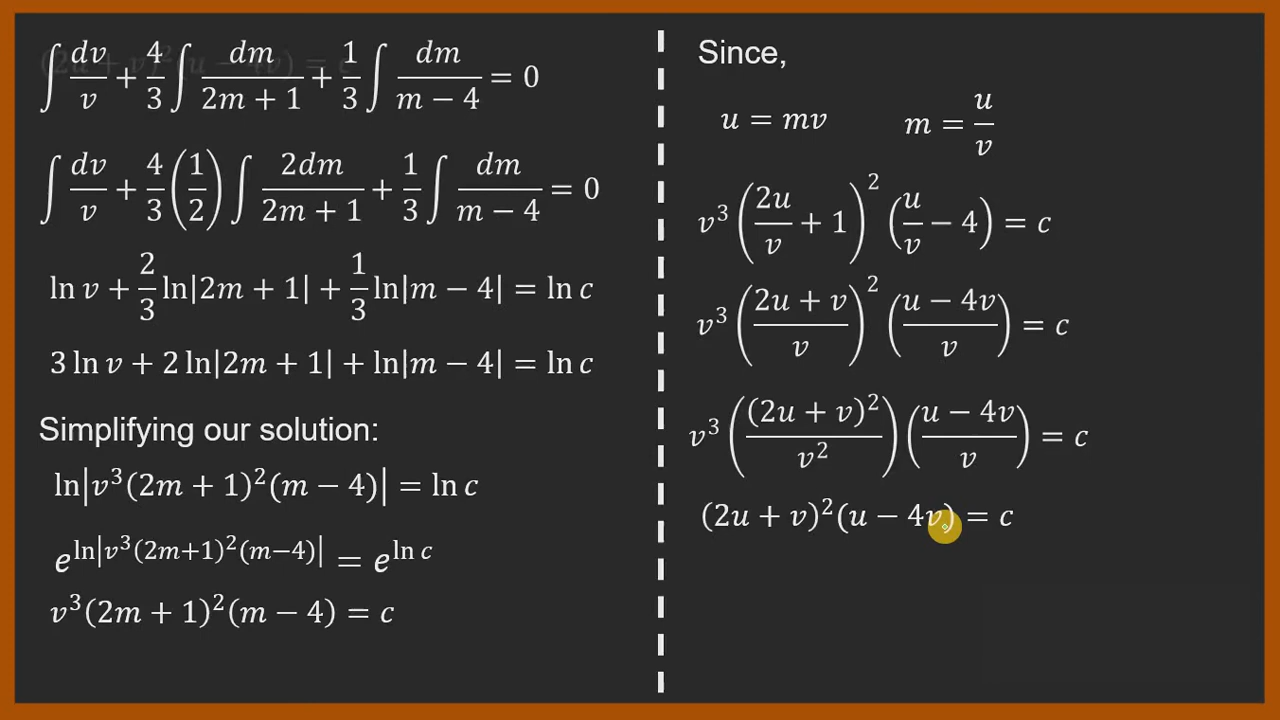 ∫ dv/v + 4/3 ∫ dm/(2m + 1) + 1/3 ∫ dm/(m − 4) = 0
∫ dv/v + 4/3 (1/2) ∫ 2dm/(2m + 1) + 1/3 ∫ dm/(m − 4) = 0
ln v + 2/3 ln|2m + 1| + 1/3 ln|m − 4| = ln c
3 ln v + 2 ln|2m + 1| + ln|m − 4| = ln c
Simplifying our solution:
ln|v³(2m + 1)²(m − 4)| = ln c
e^(ln|v³(2m+1)²(m−4)|) = e^(ln c)
v³(2m + 1)²(m − 4) = c
Since,
u = mv m = u/v
v³ (2u/v + 1)² (u/v − 4) = c
v³ ((2u + v)/v)² ((u − 4v)/v) = c
v³ ((2u + v)²/v²) ((u − 4v)/v) = c
(2u + v)²(u − 4v) = c